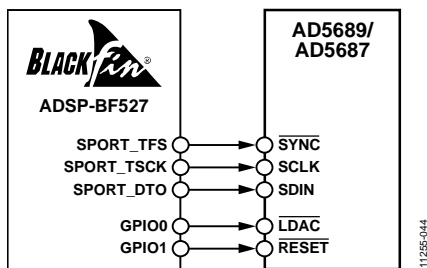 BLACKfin
ADSP-BF527
SPORT_TFS
SPORT_TSCK
SPORT_DTO
GPIO0
GPIO1
AD5689/
AD5687
SYNC
SCLK
SDIN
LDAC
RESET
11255-044